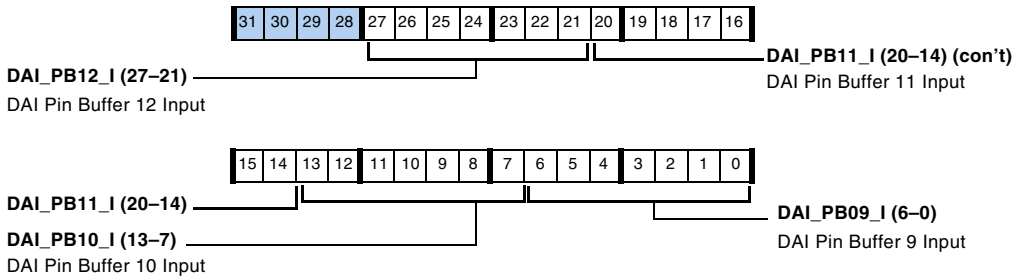 31 30 29 28 27 26 25 24 23 22 21 20 19 18 17 16
DAI_PB11_I (20–14) (con't)
DAI Pin Buffer 11 Input
DAI_PB12_I (27–21)
DAI Pin Buffer 12 Input
15 14 13 12 11 10 9 8 7 6 5 4 3 2 1 0
DAI_PB11_I (20–14)
DAI_PB09_I (6–0)
DAI Pin Buffer 9 Input
DAI_PB10_I (13–7)
DAI Pin Buffer 10 Input